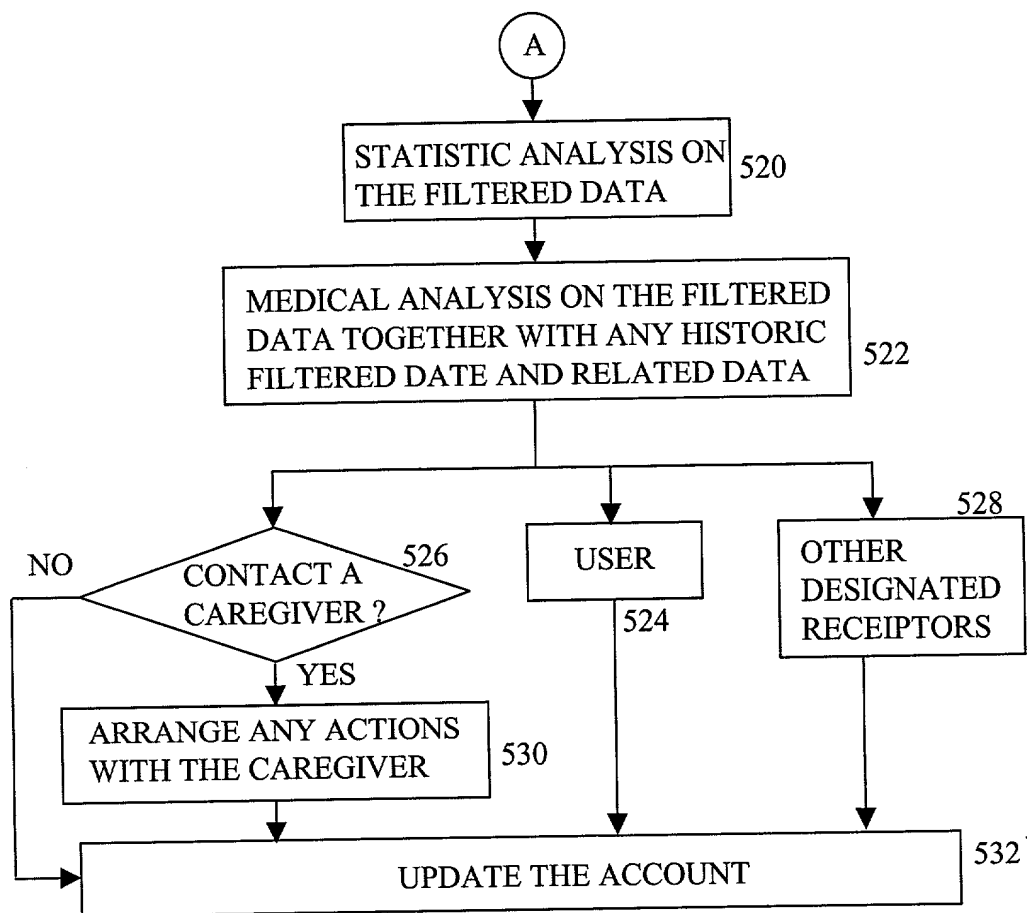 A
STATISTIC ANALYSIS ON
THE FILTERED DATA
520
MEDICAL ANALYSIS ON THE FILTERED
DATA TOGETHER WITH ANY HISTORIC
FILTERED DATE AND RELATED DATA
522
NO
CONTACT A
CAREGIVER ?
526
YES
USER
524
528
OTHER
DESIGNATED
RECEIPTORS
ARRANGE ANY ACTIONS
WITH THE CAREGIVER
530
UPDATE THE ACCOUNT
532